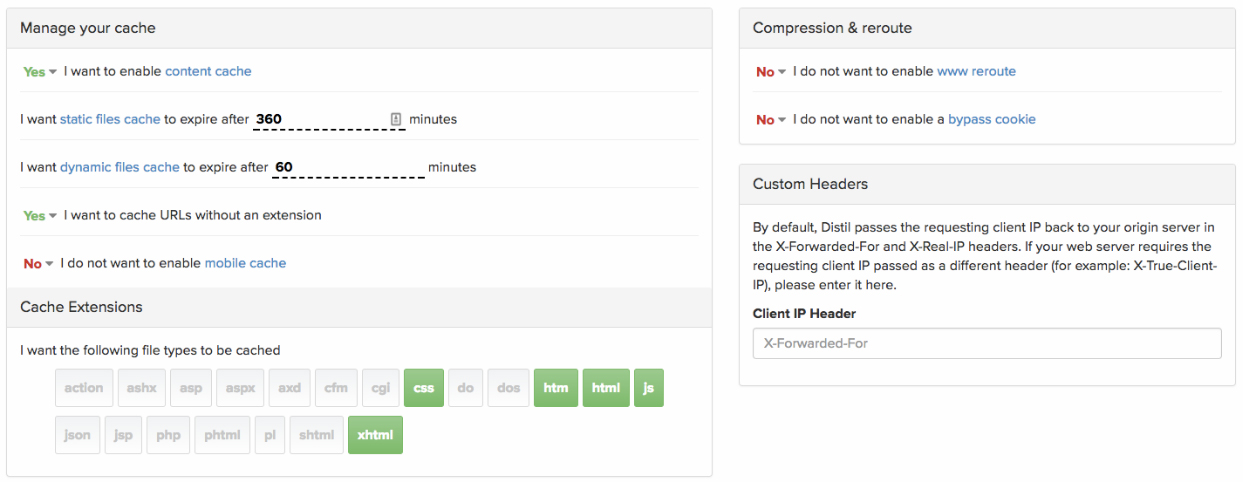 Manage your cache
Yes I want to enable content cache
I want static files cache to expire after 360 minutes
I want dynamic files cache to expire after 60 minutes
Yes I want to cache URLs without an extension
No I do not want to enable mobile cache
Cache Extensions
I want the following file types to be cached
action ashx asp aspx axd cfm cgi css do dos htm html js
json jsp php phtml pl shtml xhtml
Compression & reroute
No I do not want to enable www reroute
No I do not want to enable a bypass cookie
Custom Headers
By default, Distil passes the requesting client IP back to your origin server in
the X-Forwarded-For and X-Real-IP headers. If your web server requires the
requesting client IP passed as a different header (for example: X-True-Client-
IP), please enter it here.
Client IP Header
X-Forwarded-For